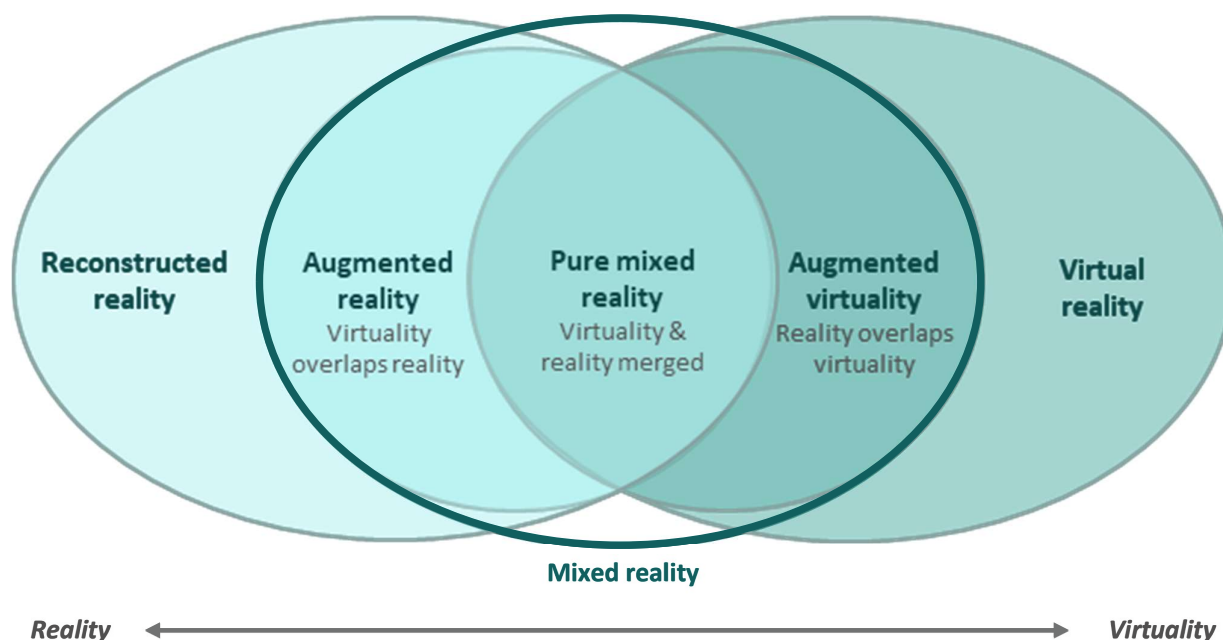 Reconstructed
reality
Augmented
reality
Virtuality
overlaps reality
Pure mixed
reality
Virtuality &
reality merged
Augmented
virtuality
Reality overlaps
virtuality
Virtual
reality
Mixed reality
Reality
Virtuality